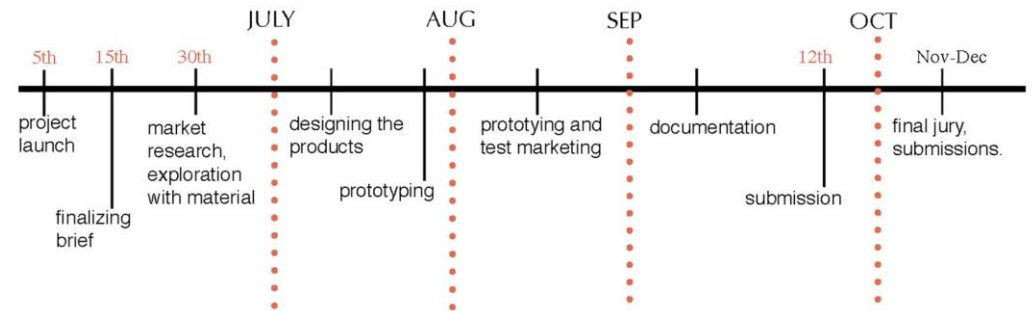 JULY
AUG
SEP
OCT
5th
15th
30th
12th
Nov-Dec
project
launch
finalizing
brief
market
research,
exploration
with material
designing the
products
prototyping
prototying and
test marketing
documentation
submission
final jury,
submissions.